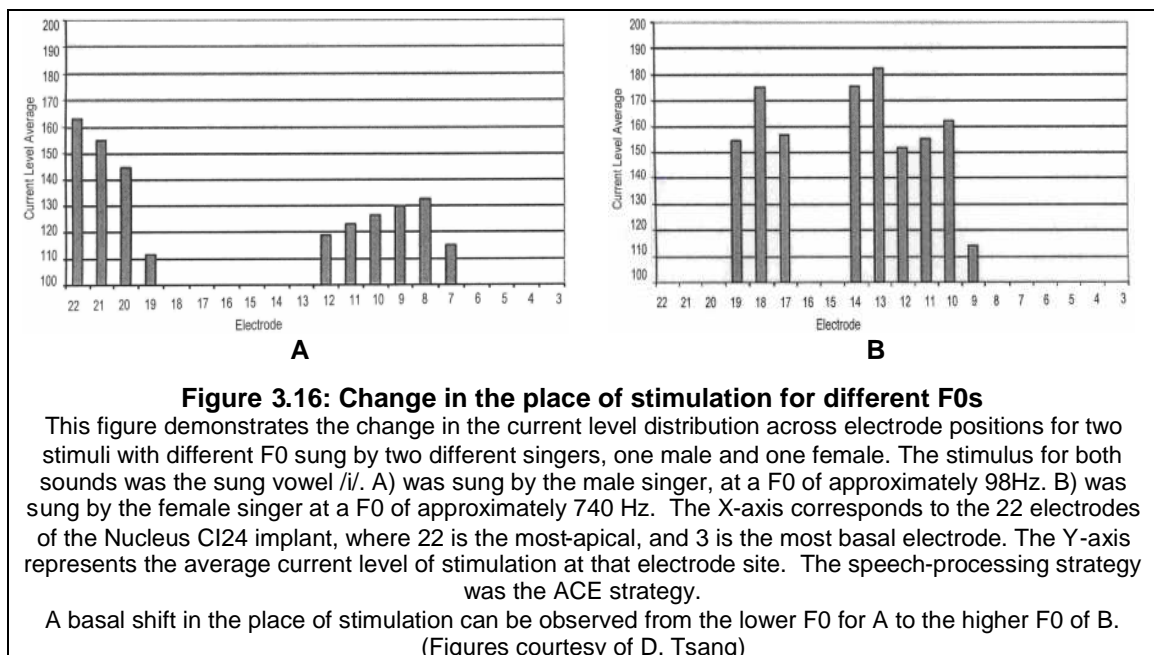 200
190
180
170
160
150
140
130
120
110
100
Current Level Average
22 21 20 19 18 17 16 15 14 13 12 11 10 9 8 7 6 5 4 3
Electrode
A
200
190
180
170
160
150
140
130
120
110
100
Current Level Average
22 21 20 19 18 17 16 15 14 13 12 11 10 9 8 7 6 5 4 3
Electrode
B
Figure 3.16: Change in the place of stimulation for different F0s
This figure demonstrates the change in the current level distribution across electrode positions for two
stimuli with different F0 sung by two different singers, one male and one female. The stimulus for both
sounds was the sung vowel /i/. A) was sung by the male singer, at a F0 of approximately 98Hz. B) was
sung by the female singer at a F0 of approximately 740 Hz. The X-axis corresponds to the 22 electrodes
of the Nucleus CI24 implant, where 22 is the most-apical, and 3 is the most basal electrode. The Y-axis
represents the average current level of stimulation at that electrode site. The speech-processing strategy
was the ACE strategy.
A basal shift in the place of stimulation can be observed from the lower F0 for A to the higher F0 of B.
(Figures courtesy of D. Tsang)